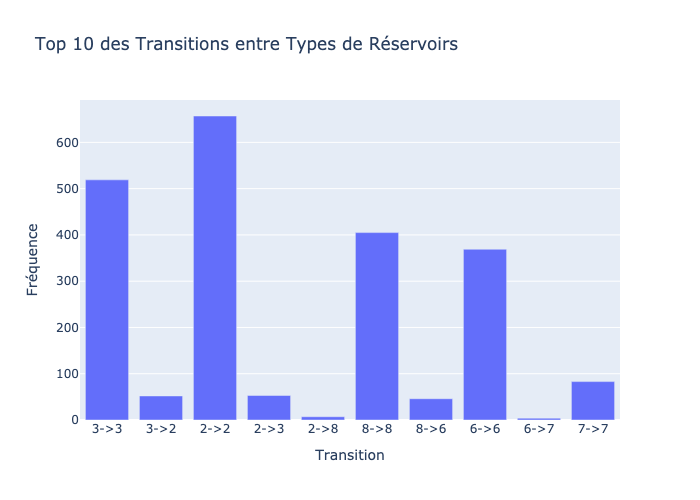 Top 10 des Transitions entre Types de Réservoirs
Fréquence
600
500
400
300
200
100
0
3->3 3->2 2->2 2->3 2->8 8->8 8->6 6->6 6->7 7->7
Transition